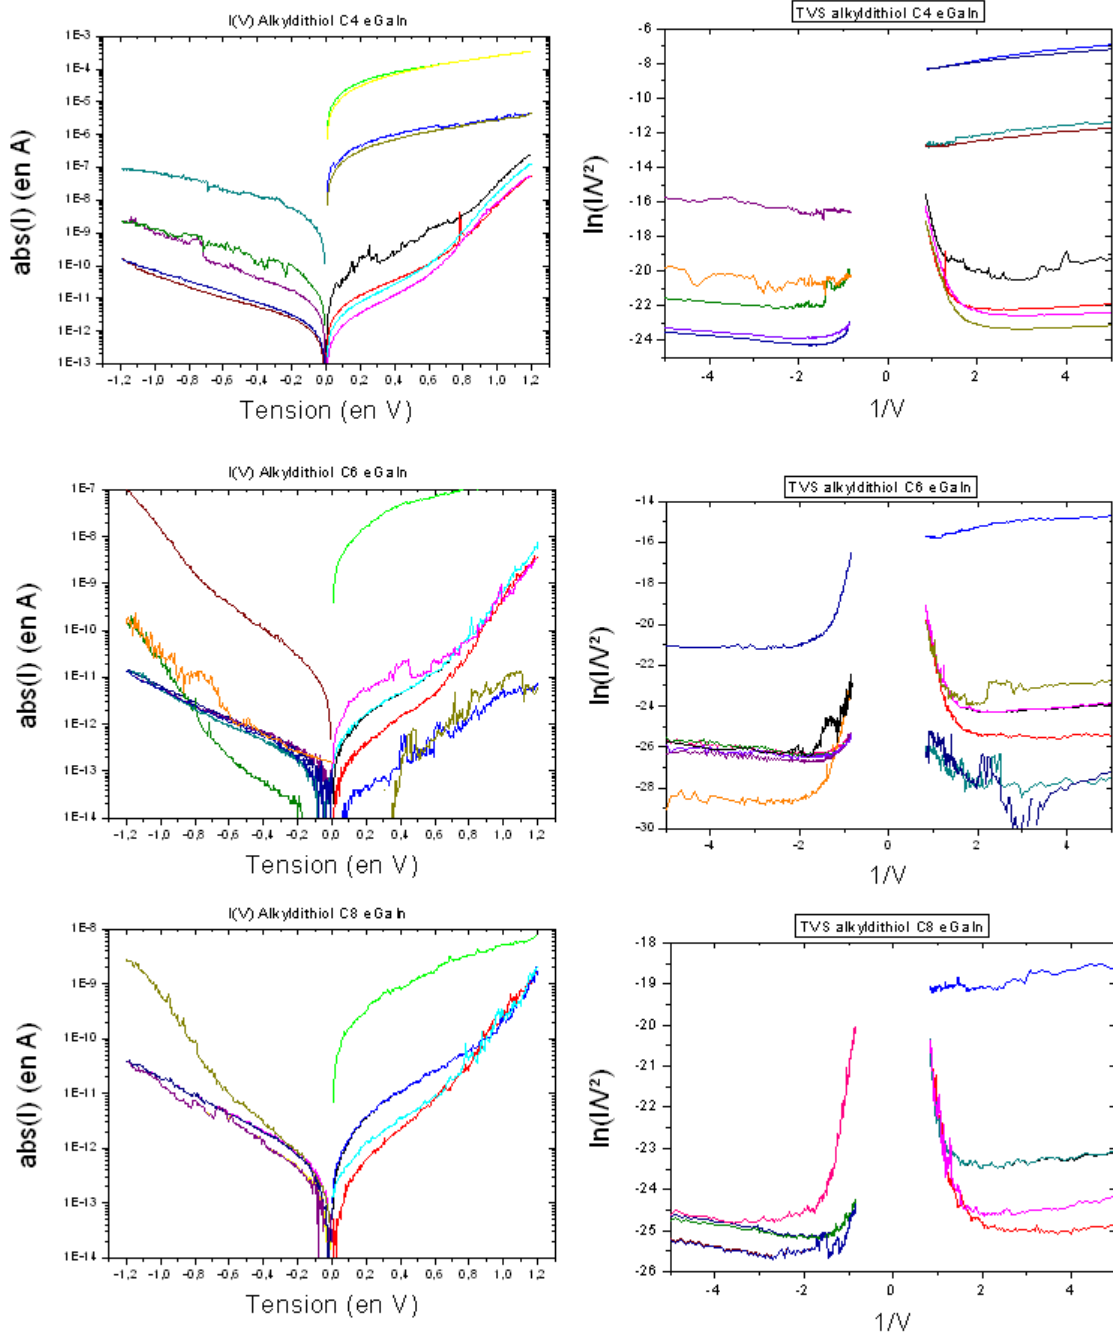 I(V) Alkyldithiol C4 eGaIn
abs(I) (en A)
1E-3
1E-4
1E-5
1E-6
1E-7
1E-8
1E-9
1E-10
1E-11
1E-12
1E-13
-1,2 -1,0 -0,8 -0,6 -0,4 -0,2 0,0 0,2 0,4 0,6 0,8 1,0 1,2
Tension (en V)
TVS alkyldithiol C4 eGaIn
ln(I/V²)
-6
-8
-10
-12
-14
-16
-18
-20
-22
-24
-4 -2 0 2 4
1/V
I(V) Alkyldithiol C6 eGaIn
abs(I) (en A)
1E-7
1E-8
1E-9
1E-10
1E-11
1E-12
1E-13
1E-14
-1,2 -1,0 -0,8 -0,6 -0,4 -0,2 0,0 0,2 0,4 0,6 0,8 1,0 1,2
Tension (en V)
TVS alkyldithiol C6 eGaIn
ln(I/V²)
-14
-16
-18
-20
-22
-24
-26
-28
-30
-4 -2 0 2 4
1/V
I(V) Alkyldithiol C8 eGaIn
abs(I) (en A)
1E-8
1E-9
1E-10
1E-11
1E-12
1E-13
1E-14
-1,2 -1,0 -0,8 -0,6 -0,4 -0,2 0,0 0,2 0,4 0,6 0,8 1,0 1,2
Tension (en V)
TVS alkyldithiol C8 eGaIn
ln(I/V²)
-18
-19
-20
-21
-22
-23
-24
-25
-26
-4 -2 0 2 4
1/V